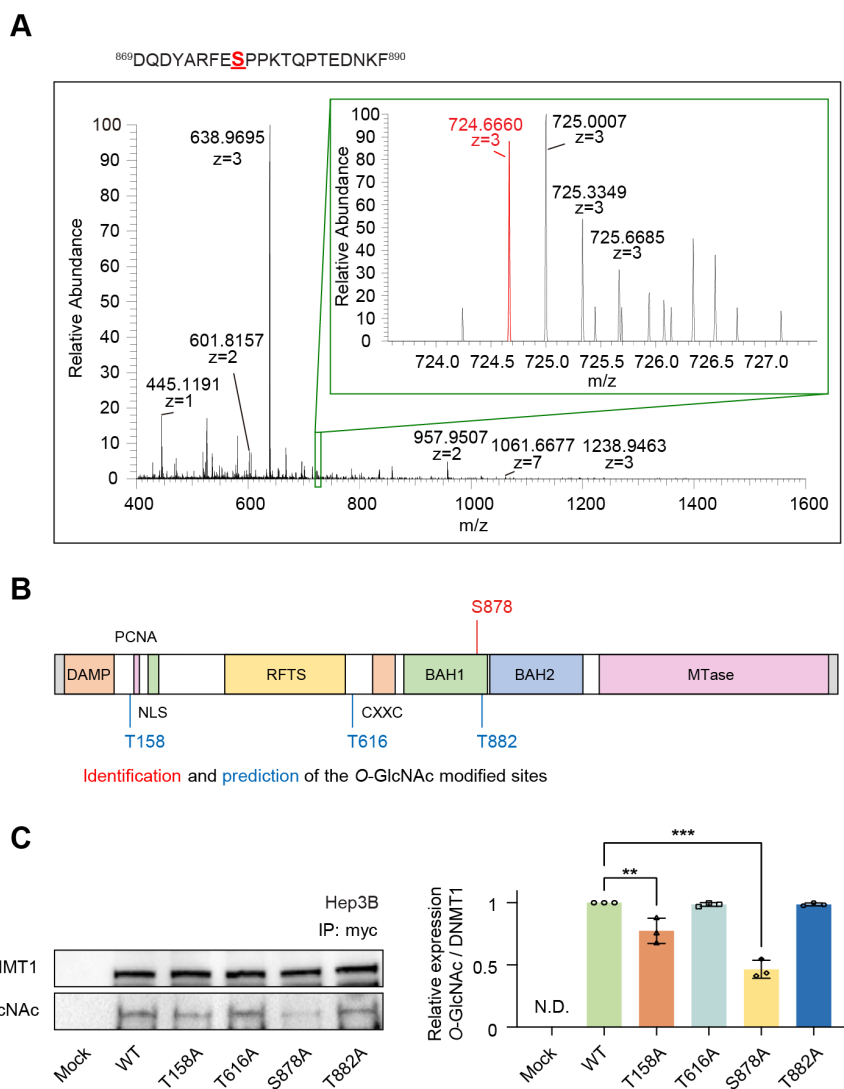 A
869DQDYARFESPPKTQPTEDNKF890
100
90
80
70
60
50
40
30
20
10
0
Relative Abundance
638.9695
z=3
601.8157
z=2
445.1191
z=1
957.9507
z=2
1061.6677
z=7
1238.9463
z=3
400
600
800
1000
1200
1400
1600
m/z
100
90
80
70
60
50
40
30
20
10
0
Relative Abundance
724.6660
z=3
725.0007
z=3
725.3349
z=3
725.6685
z=3
724.0
724.5
725.0
725.5
726.0
726.5
727.0
m/z
B
S878
PCNA
DAMP
RFTS
BAH1
BAH2
MTase
NLS
CXXC
T158
T616
T882
Identification and prediction of the O-GlcNAc modified sites
C
Hep3B
IP: myc
NMT1
cNAc
Mock
WT
T158A
T616A
S878A
T882A
Relative expression
O-GlcNAc / DNMT1
1
0.5
0
***
**
N.D.
Mock
WT
T158A
T616A
S878A
T882A